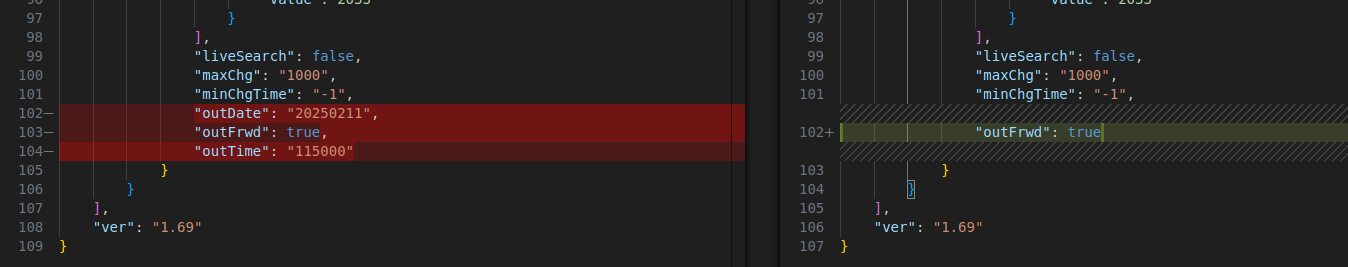 96 "value": 2053
97 }
98 ],
99 "liveSearch": false,
100 "maxChg": "1000",
101 "minChgTime": "-1",
102— "outDate": "20250211",
103— "outFrwd": true,
104— "outTime": "115000"
105 }
106 }
107 ],
108 "ver": "1.69"
109 }
96 "value": 2053
97 }
98 ],
99 "liveSearch": false,
100 "maxChg": "1000",
101 "minChgTime": "-1",
102+ "outFrwd": true
103 }
104 }
105 ],
106 "ver": "1.69"
107 }